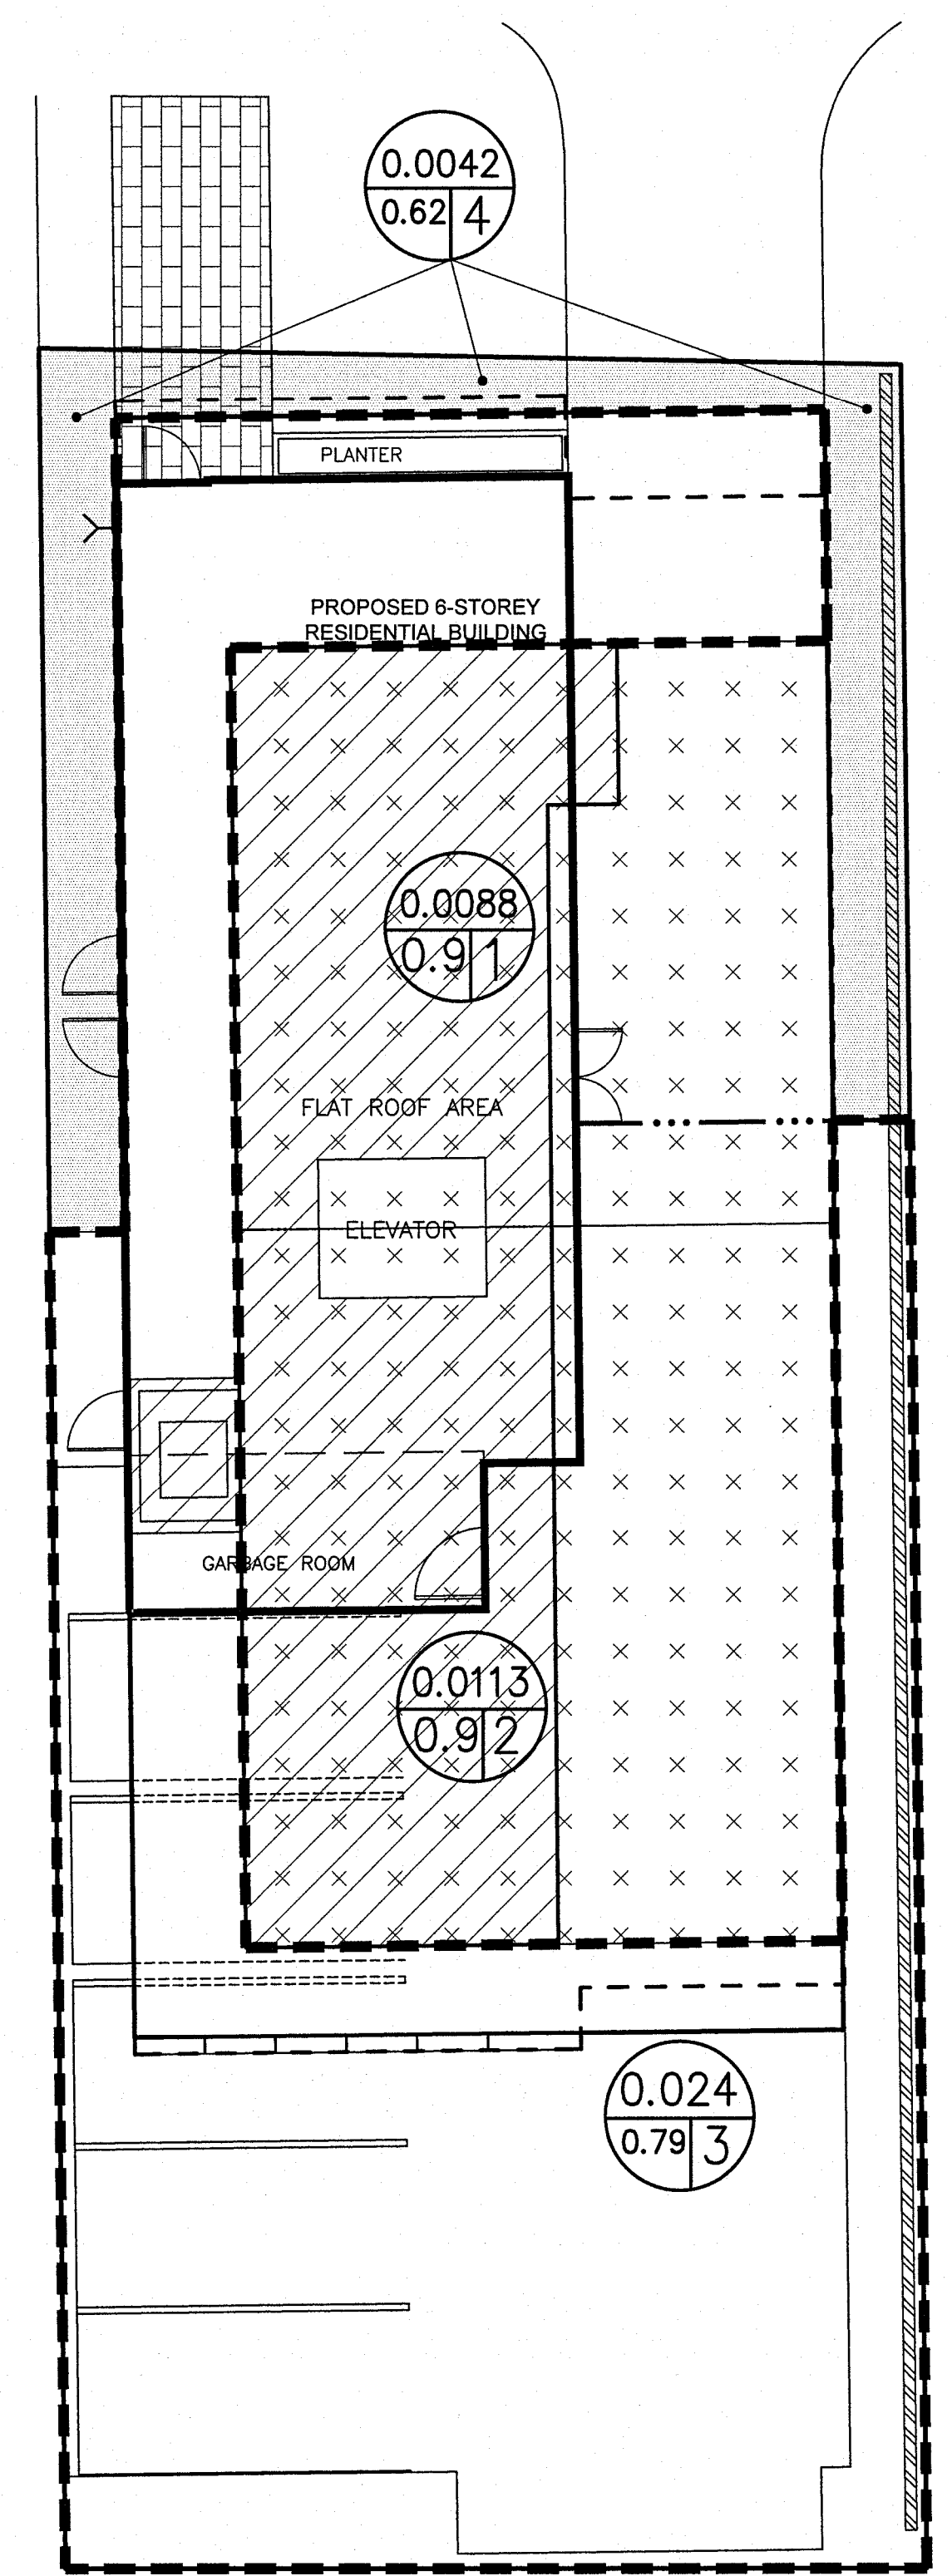 0.0042
0.62 4
PLANTER
PROPOSED 6-STOREY
RESIDENTIAL BUILDING
0.0088
0.9 1
FLAT ROOF AREA
ELEVATOR
GARBAGE ROOM
0.0113
0.9 2
0.024
0.79 3